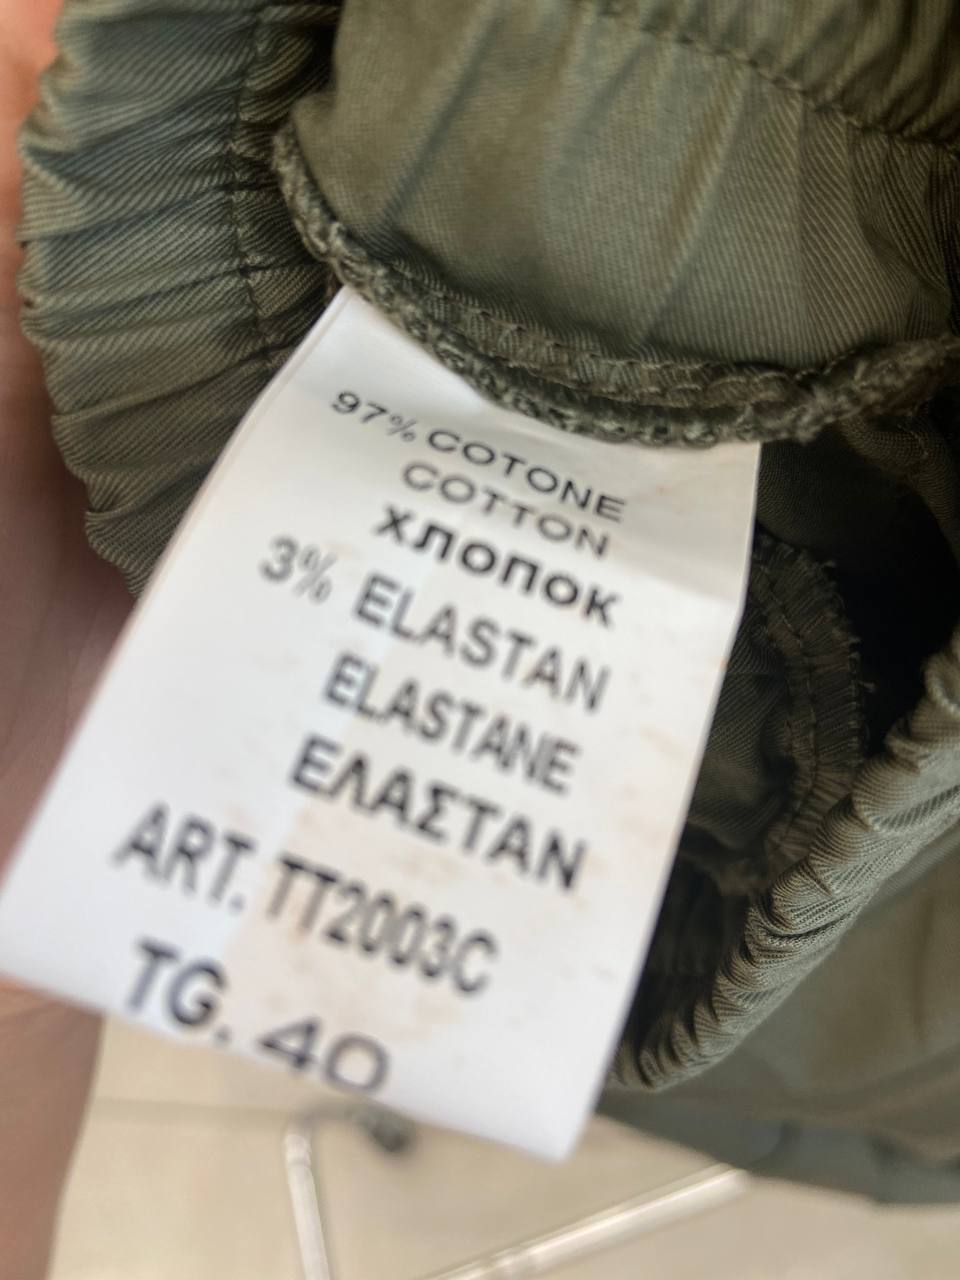 97% COTONE
COTTON
ХЛОПОК
3% ELASTAN
ELASTANE
ΕΛΑΣΤΑΝ
ART. TT2003C
TG. 40